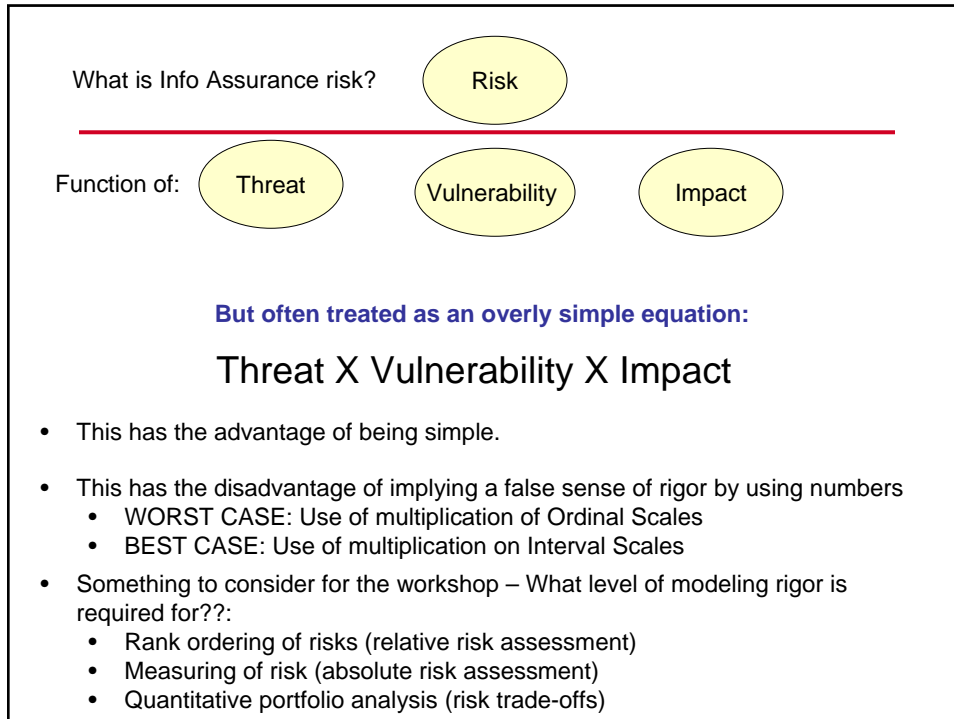 What is Info Assurance risk? Risk
Function of: Threat Vulnerability Impact
But often treated as an overly simple equation:
Threat X Vulnerability X Impact
• This has the advantage of being simple.
• This has the disadvantage of implying a false sense of rigor by using numbers
• WORST CASE: Use of multiplication of Ordinal Scales
• BEST CASE: Use of multiplication on Interval Scales
• Something to consider for the workshop – What level of modeling rigor is
required for??:
• Rank ordering of risks (relative risk assessment)
• Measuring of risk (absolute risk assessment)
• Quantitative portfolio analysis (risk trade-offs)